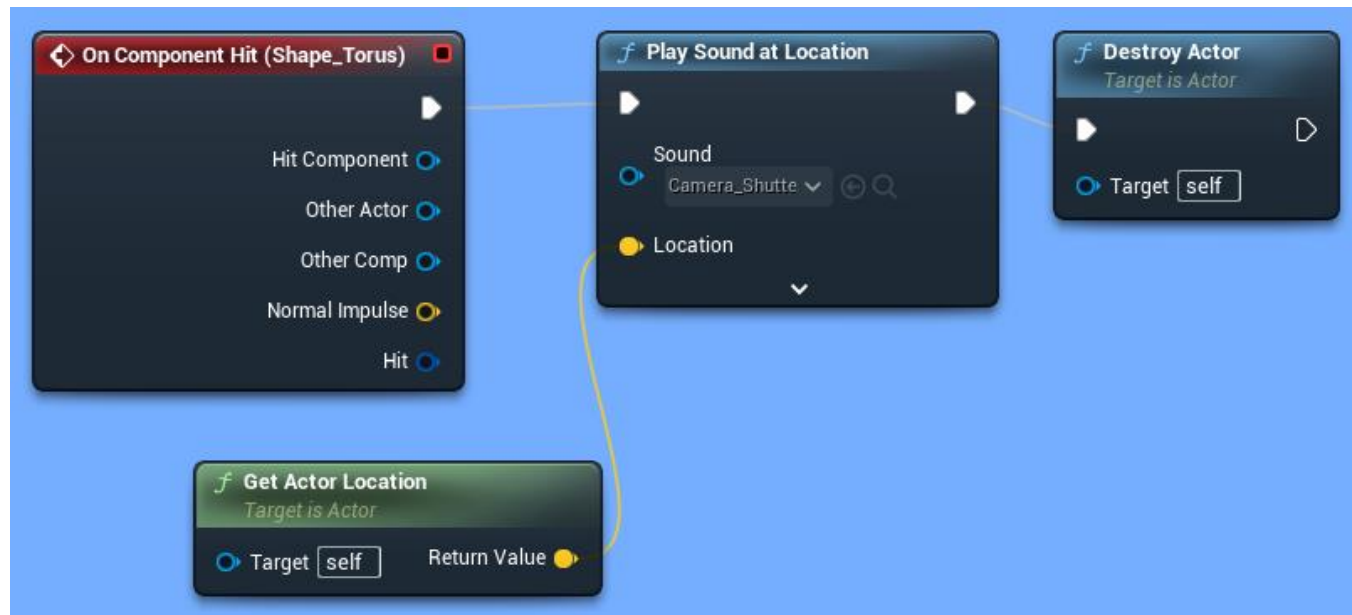 On Component Hit (Shape_Torus)
Hit Component
Other Actor
Other Comp
Normal Impulse
Hit
f Play Sound at Location
Sound
Camera_Shutte
Location
f Destroy Actor
Target is Actor
Target self
f Get Actor Location
Target is Actor
Target self Return Value